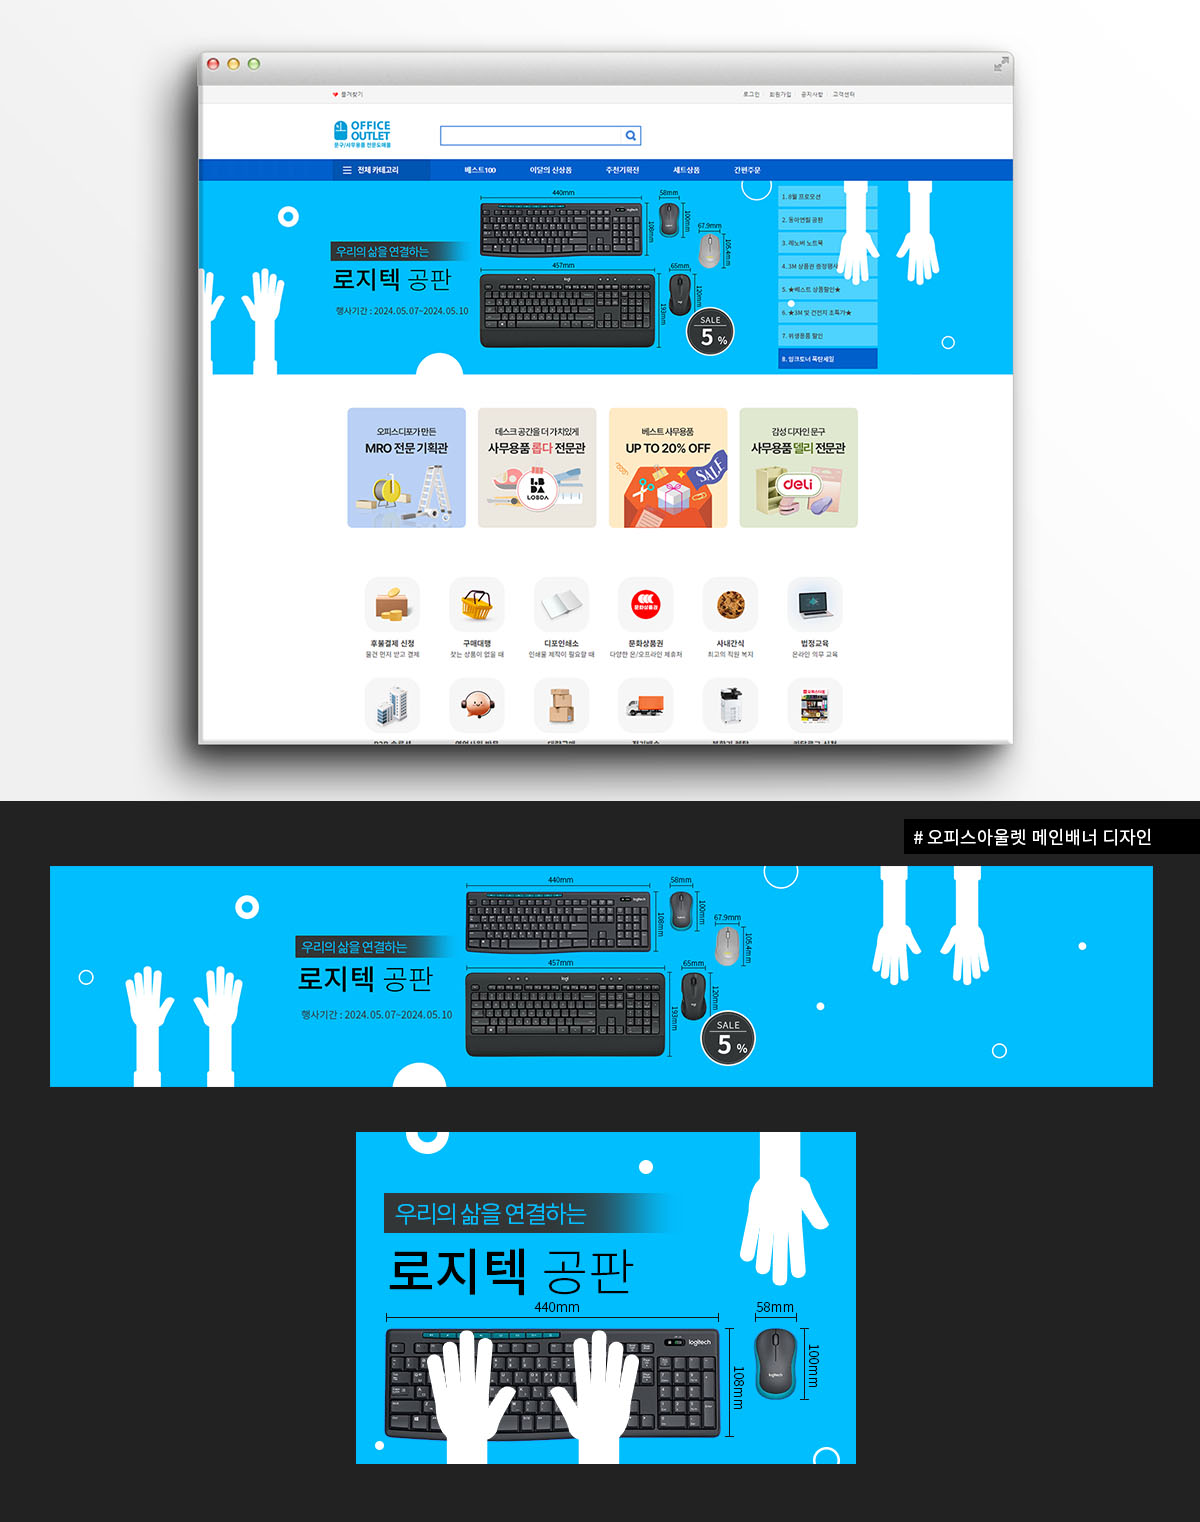 즐겨찾기
로그인
회원가입
공지사항
고객센터
OFFICE
OUTLET
문구/사무용품 전문도매몰
전체 카테고리
베스트100
이달의 신상품
추천기획전
세트상품
간편주문
우리의 삶을 연결하는
로지텍 공판
행사기간 : 2024.05.07~2024.05.10
440mm
58mm
108mm
100mm
67.9mm
105.4mm
457mm
65mm
193mm
120mm
logitech
logi
SALE
5 %
1. 8월 프로모션
2. 동아연필 공판
3. 레노버 노트북
4. 3M 상품권 증정행사
5. ★베스트 상품할인★
6. ★3M 및 건전지 초특가★
7. 위생용품 할인
8. 잉크토너 폭탄세일
오피스디포가 만든
MRO 전문 기획관
데스크 공간을 더 가치있게
사무용품 롭다 전문관
LOBDA
베스트 사무용품
UP TO 20% OFF
SALE
감성 디자인 문구
사무용품 델리 전문관
deli
후불결제 신청
물건 먼저 받고 결제
구매대행
찾는 상품이 없을 때
디포인쇄소
인쇄물 제작이 필요할 때
문화상품권
문화상품권
다양한 온/오프라인 제휴처
사내간식
최고의 직원 복지
법정교육
온라인 의무 교육
# 오피스아울렛 메인배너 디자인
우리의 삶을 연결하는
로지텍 공판
행사기간 : 2024.05.07~2024.05.10
440mm
58mm
108mm
100mm
67.9mm
105.4mm
457mm
65mm
193mm
120mm
logitech
logi
SALE
5 %
우리의 삶을 연결하는
로지텍 공판
440mm
58mm
logitech
108mm
logitech
100mm